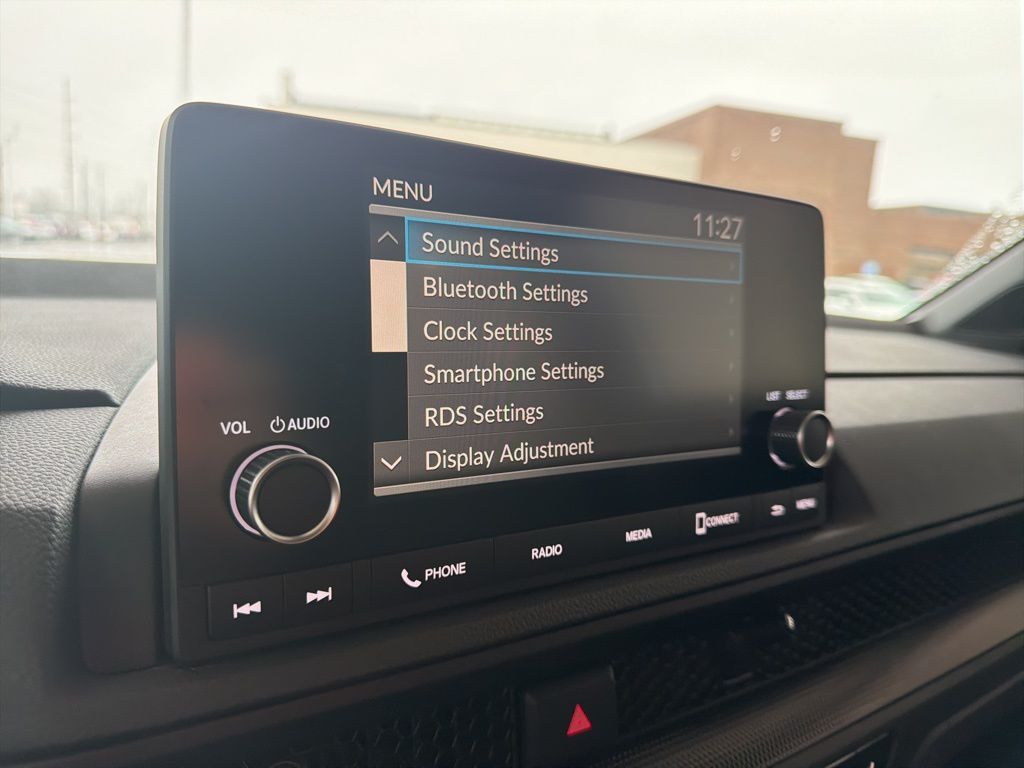 MENU
11:27
Sound Settings
Bluetooth Settings
Clock Settings
Smartphone Settings
RDS Settings
Display Adjustment
VOL AUDIO
LIST SELECT
PHONE
RADIO
MEDIA
CONNECT
MENU